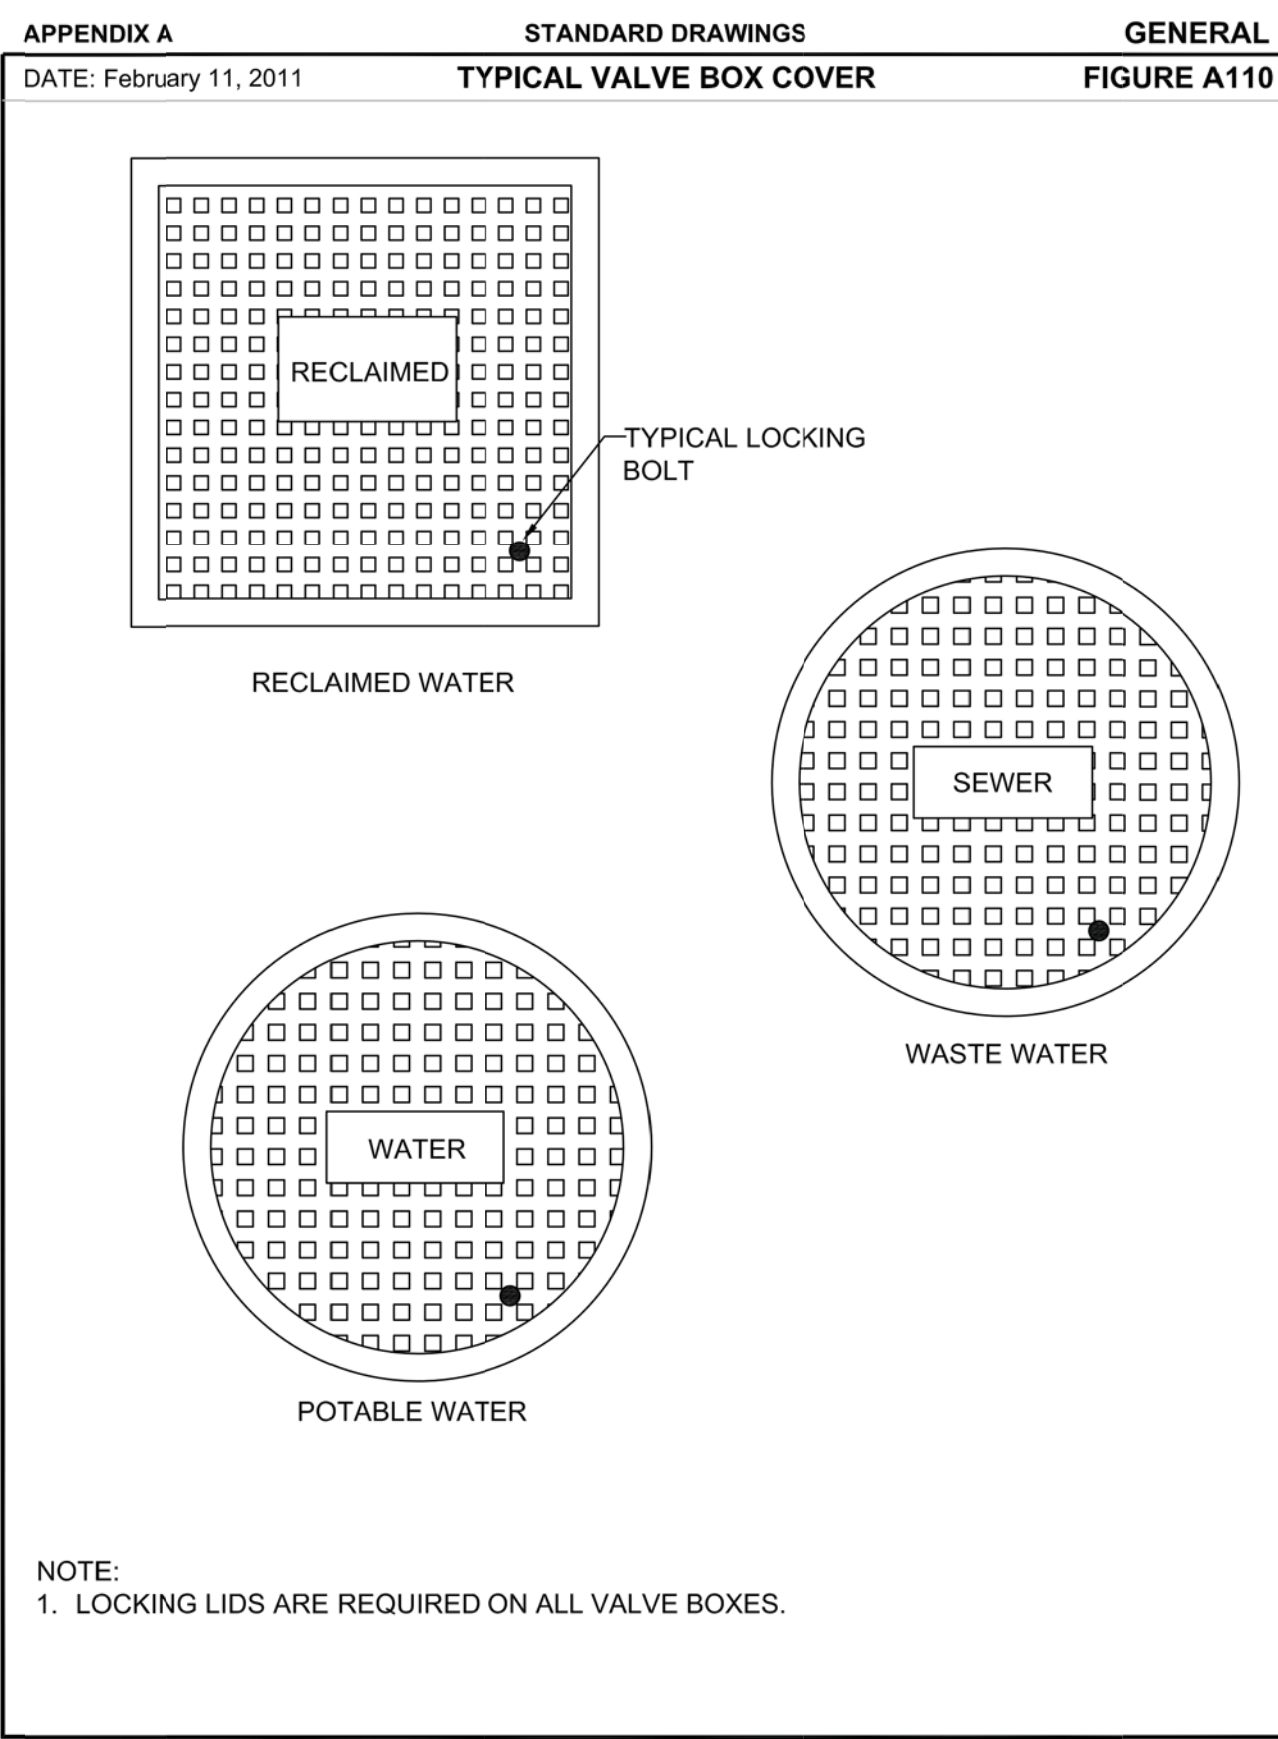 APPENDIX A STANDARD DRAWINGS GENERAL
DATE: February 11, 2011 TYPICAL VALVE BOX COVER FIGURE A110
RECLAIMED
TYPICAL LOCKING
BOLT
RECLAIMED WATER
SEWER
WASTE WATER
WATER
POTABLE WATER
NOTE:
1. LOCKING LIDS ARE REQUIRED ON ALL VALVE BOXES.